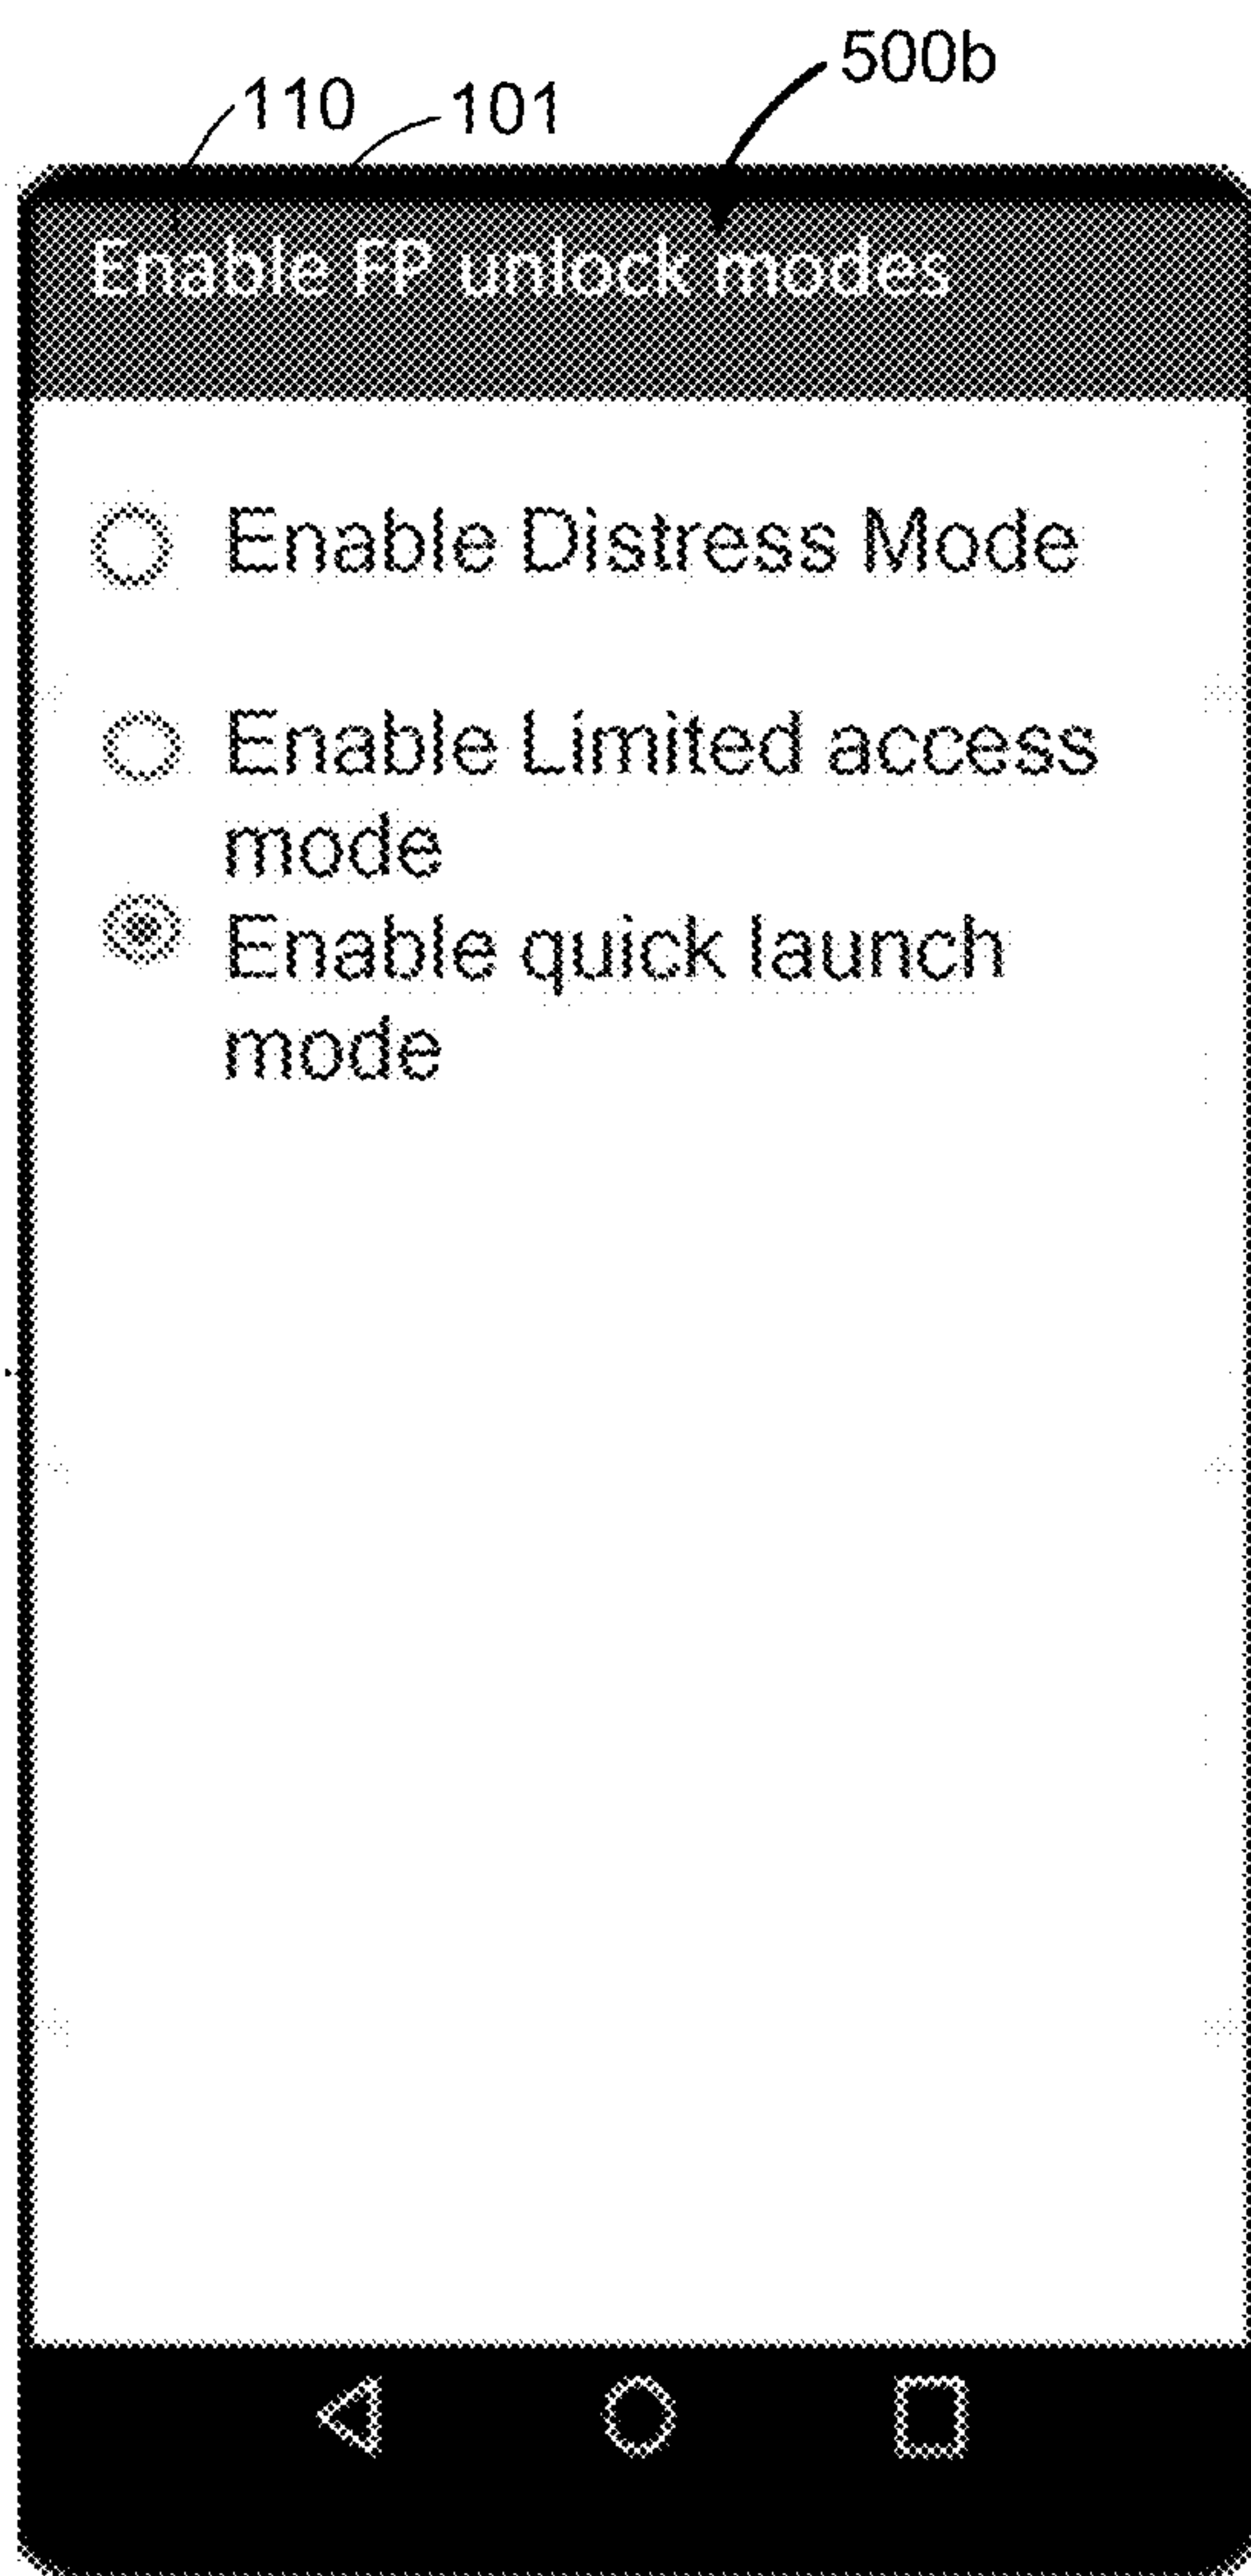 500b
110
101
Enable FP unlock modes
Enable Distress Mode
Enable Limited access
mode
Enable quick launch
mode